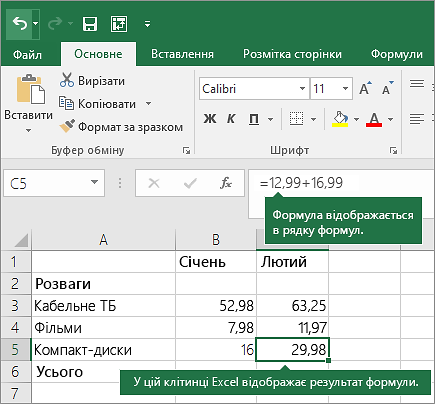 Файл Основне Вставлення Розмітка сторінки Формули
Вставити
Вирізати
Копіювати
Формат за зразком
Буфер обміну
Calibri 11 A A
Ж К П А
Шрифт
C5 fx =12,99+16,99
Формула відображається
в рядку формул.
A B C
1 Січень Лютий
2 Розваги
3 Кабельне ТБ 52,98 63,25
4 Фільми 7,98 11,97
5 Компакт-диски 16 29,98
6 Усього
У цій клітинці Excel відображає результат формули.